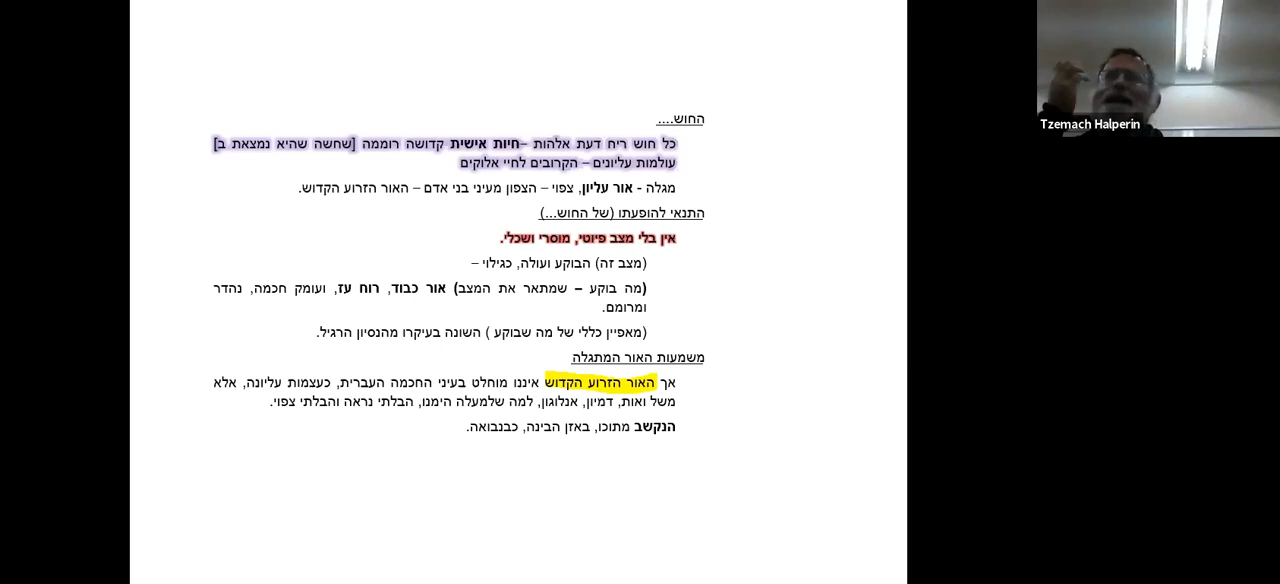 החוש....
כל חוש ריח דעת אלהות –חיות אישית קדושה רוממה [שחשה שהיא נמצאת ב]
עולמות עליונים – הקרובים לחיי אלוקים
מגלה - אור עליון, צפוי – הצפון מעיני בני אדם – האור הזרוע הקדוש.
התנאי להופעתו (של החוש...)
אין בלי מצב פיוטי, מוסרי ושכלי.
(מצב זה) הבוקע ועולה, כגילוי –
(מה בוקע – שמתאר את המצב) אור כבוד, רוח עז, ועומק חכמה, נהדר
ומרומם.
(מאפיין כללי של מה שבוקע ) השונה בעיקרו מהנסיון הרגיל.
משמעות האור המתגלה
אך האור הזרוע הקדוש איננו מוחלט בעיני החכמה העברית, כעצמות עליונה, אלא
משל ואות, דמיון, אנלוגון, למה שלמעלה הימנו, הבלתי נראה והבלתי צפוי.
הנקשב מתוכו, באזן הבינה, כבנבואה.
Tzemach Halperin